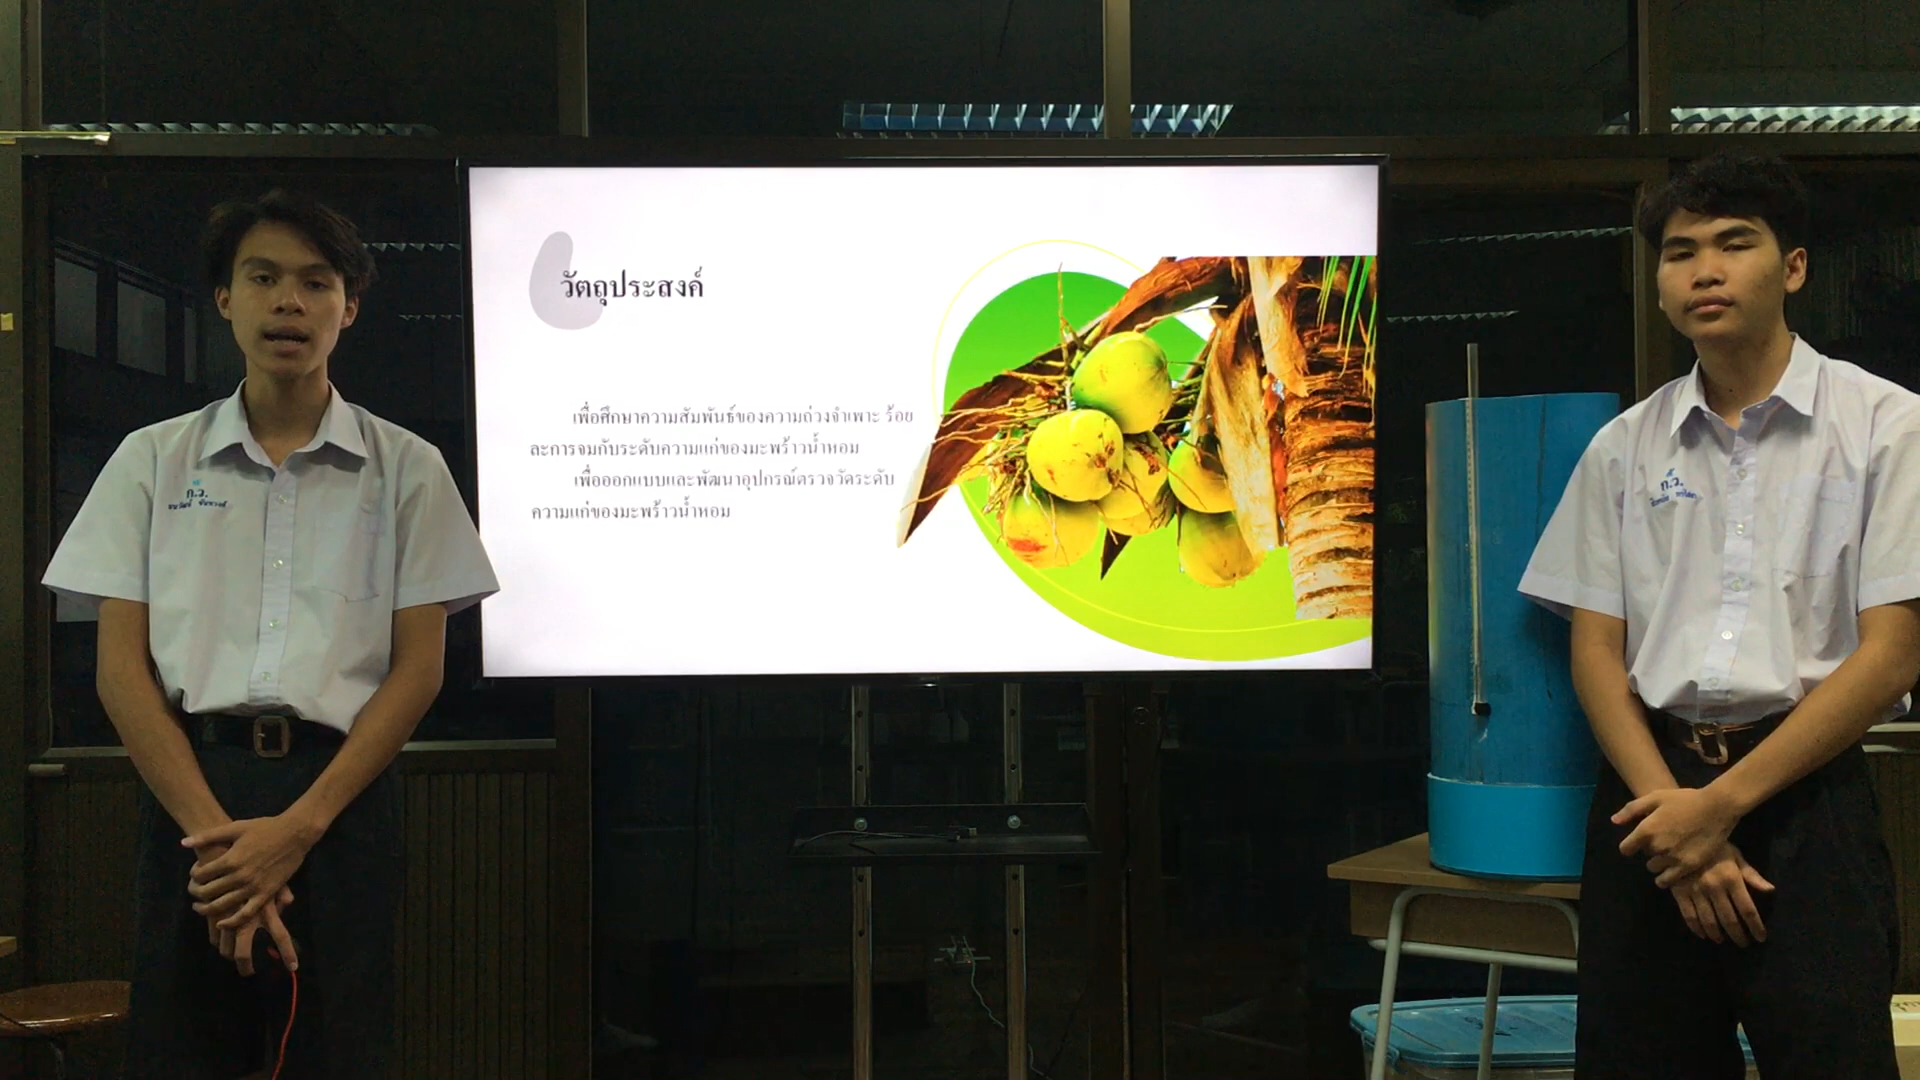 วัตถุประสงค์
เพื่อศึกษาความสัมพันธ์ของความถ่วงจำเพาะ ร้อย
ละการจมกับระดับความแก่ของมะพร้าวน้ำหอม
เพื่อออกแบบและพัฒนาอุปกรณ์ตรวจวัดระดับ
ความแก่ของมะพร้าวน้ำหอม
ก.ว.
ก.ว.